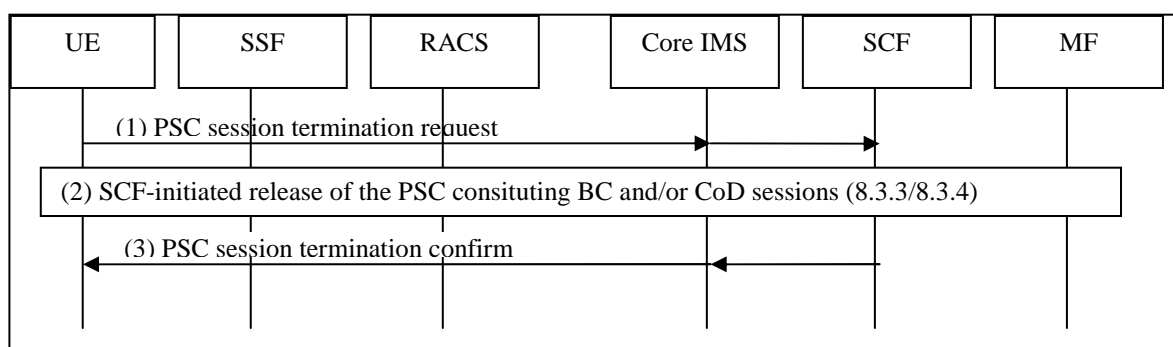 UE SSF RACS Core IMS SCF MF
(1) PSC session termination request
(2) SCF-initiated release of the PSC consituting BC and/or CoD sessions (8.3.3/8.3.4)
(3) PSC session termination confirm